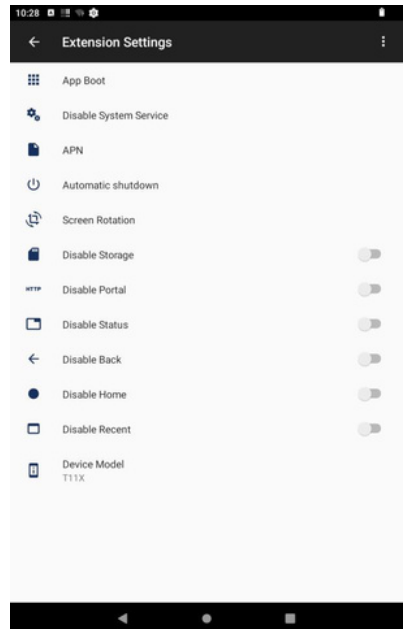 10:28
Extension Settings
App Boot
Disable System Service
APN
Automatic shutdown
Screen Rotation
Disable Storage
HTTP Disable Portal
Disable Status
Disable Back
Disable Home
Disable Recent
Device Model
T11X